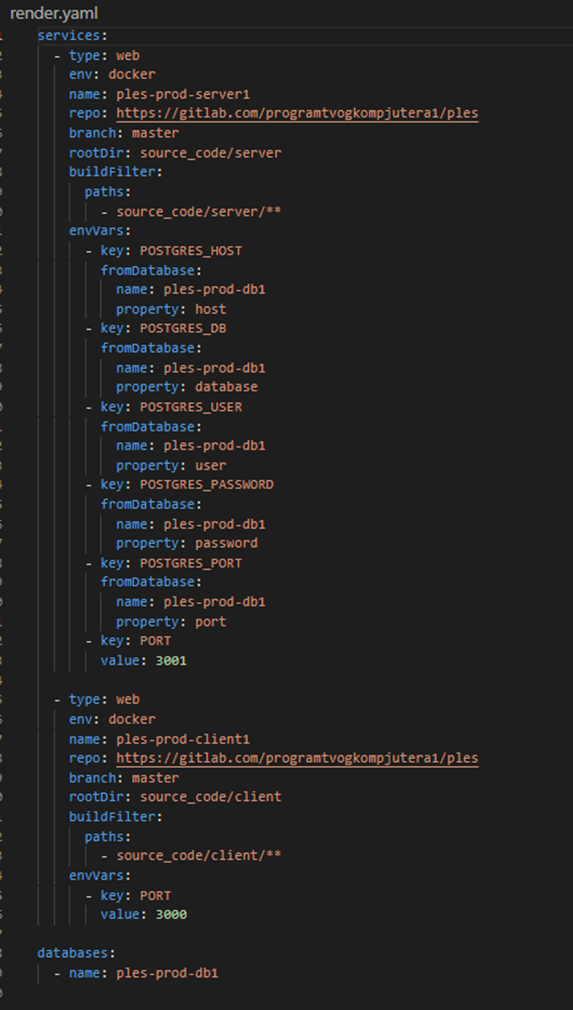 render.yaml
services:
  - type: web
    env: docker
    name: ples-prod-server1
    repo: https://gitlab.com/programtvogkompjutera1/ples
    branch: master
    rootDir: source_code/server
    buildFilter:
      paths:
        - source_code/server/**
    envVars:
      - key: POSTGRES_HOST
        fromDatabase:
          name: ples-prod-db1
          property: host
      - key: POSTGRES_DB
        fromDatabase:
          name: ples-prod-db1
          property: database
      - key: POSTGRES_USER
        fromDatabase:
          name: ples-prod-db1
          property: user
      - key: POSTGRES_PASSWORD
        fromDatabase:
          name: ples-prod-db1
          property: password
      - key: POSTGRES_PORT
        fromDatabase:
          name: ples-prod-db1
          property: port
      - key: PORT
        value: 3001
  - type: web
    env: docker
    name: ples-prod-client1
    repo: https://gitlab.com/programtvogkompjutera1/ples
    branch: master
    rootDir: source_code/client
    buildFilter:
      paths:
        - source_code/client/**
    envVars:
      - key: PORT
        value: 3000
databases:
  - name: ples-prod-db1